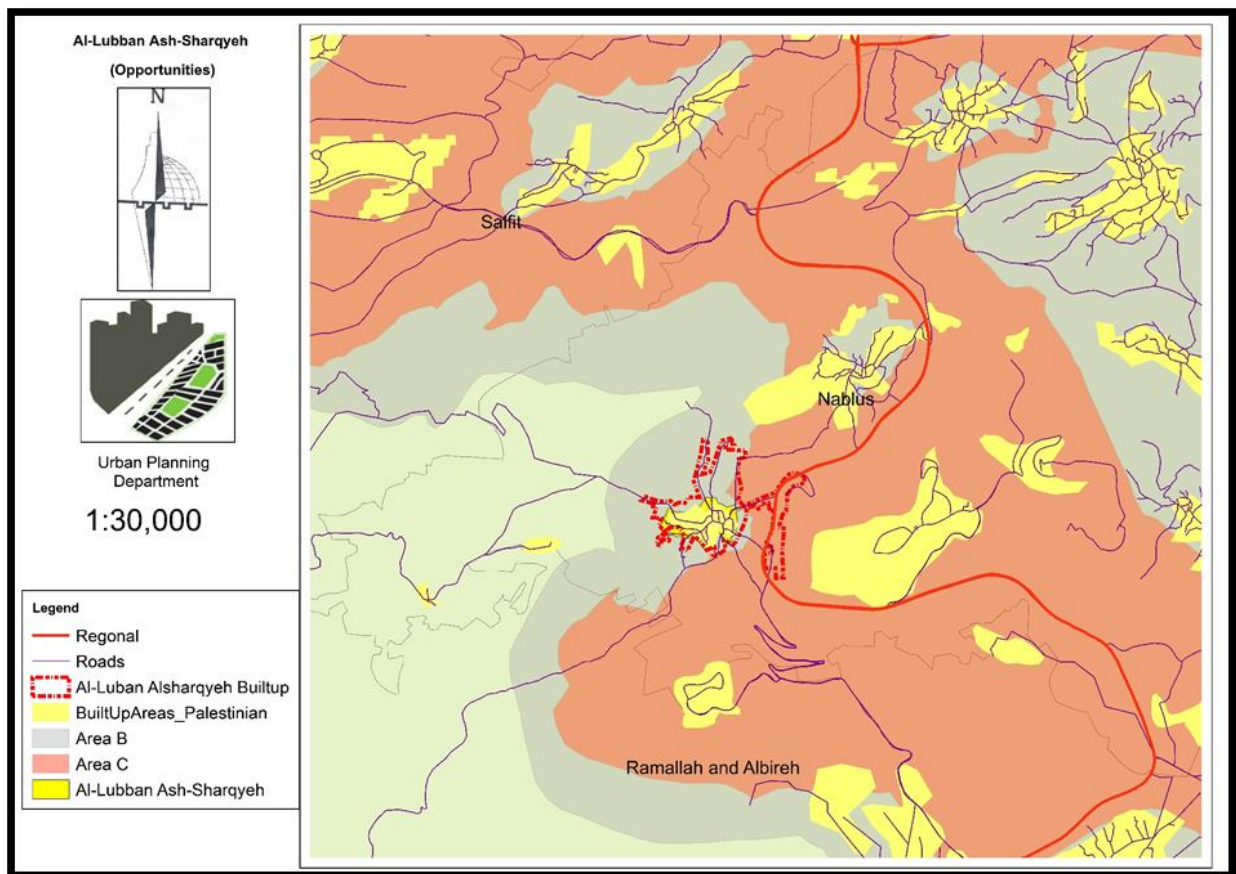 Al-Lubban Ash-Sharqyeh
(Opportunities)
N
Urban Planning
Department
1:30,000
Legend
Regonal
Roads
Al-Luban Alsharqyeh Builtup
BuiltUpAreas_Palestinian
Area B
Area C
Al-Lubban Ash-Sharqyeh
Salfit
Nablus
Ramallah and Albireh